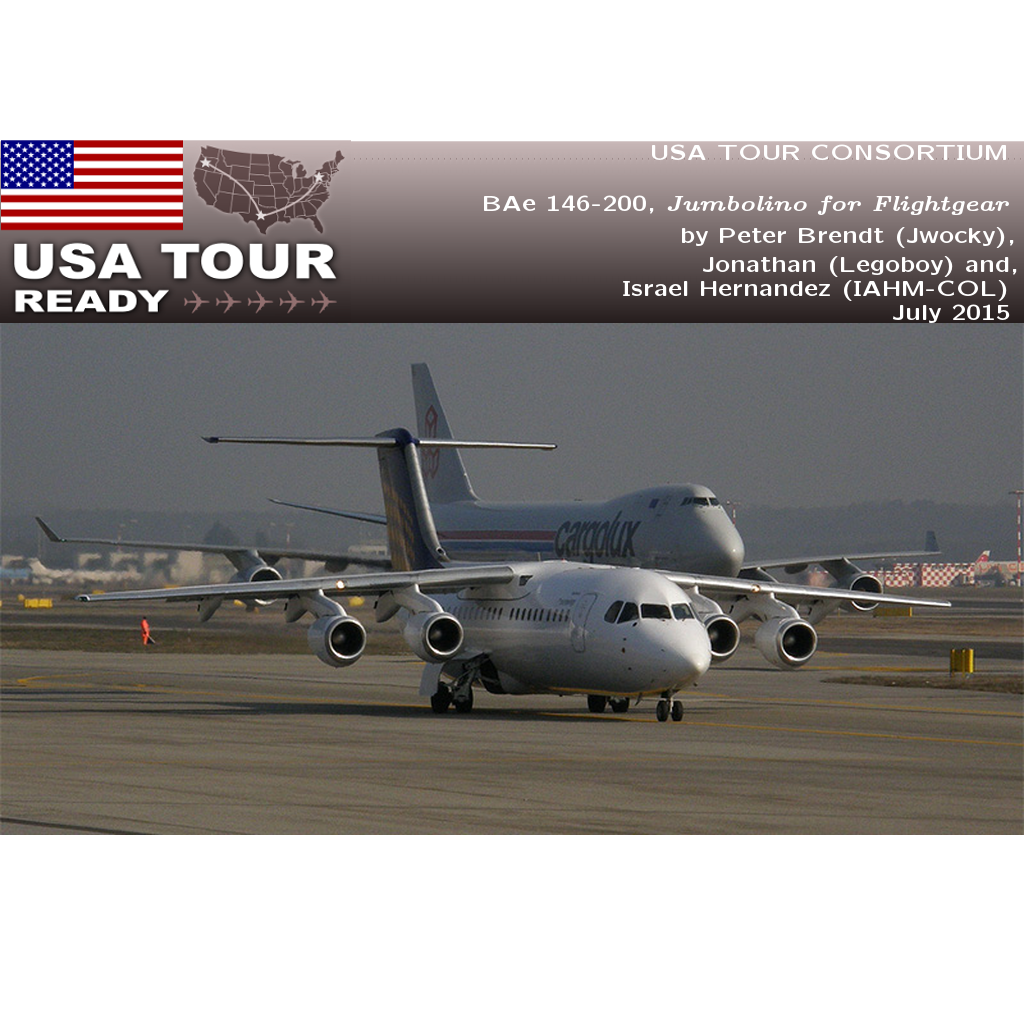 USA TOUR CONSORTIUM
BAe 146-200, Jumbolino for Flightgear
by Peter Brendt (Jwocky),
Jonathan (Legoboy) and,
Israel Hernandez (IAHM-COL)
July 2015
USA TOUR
READY
cargolux